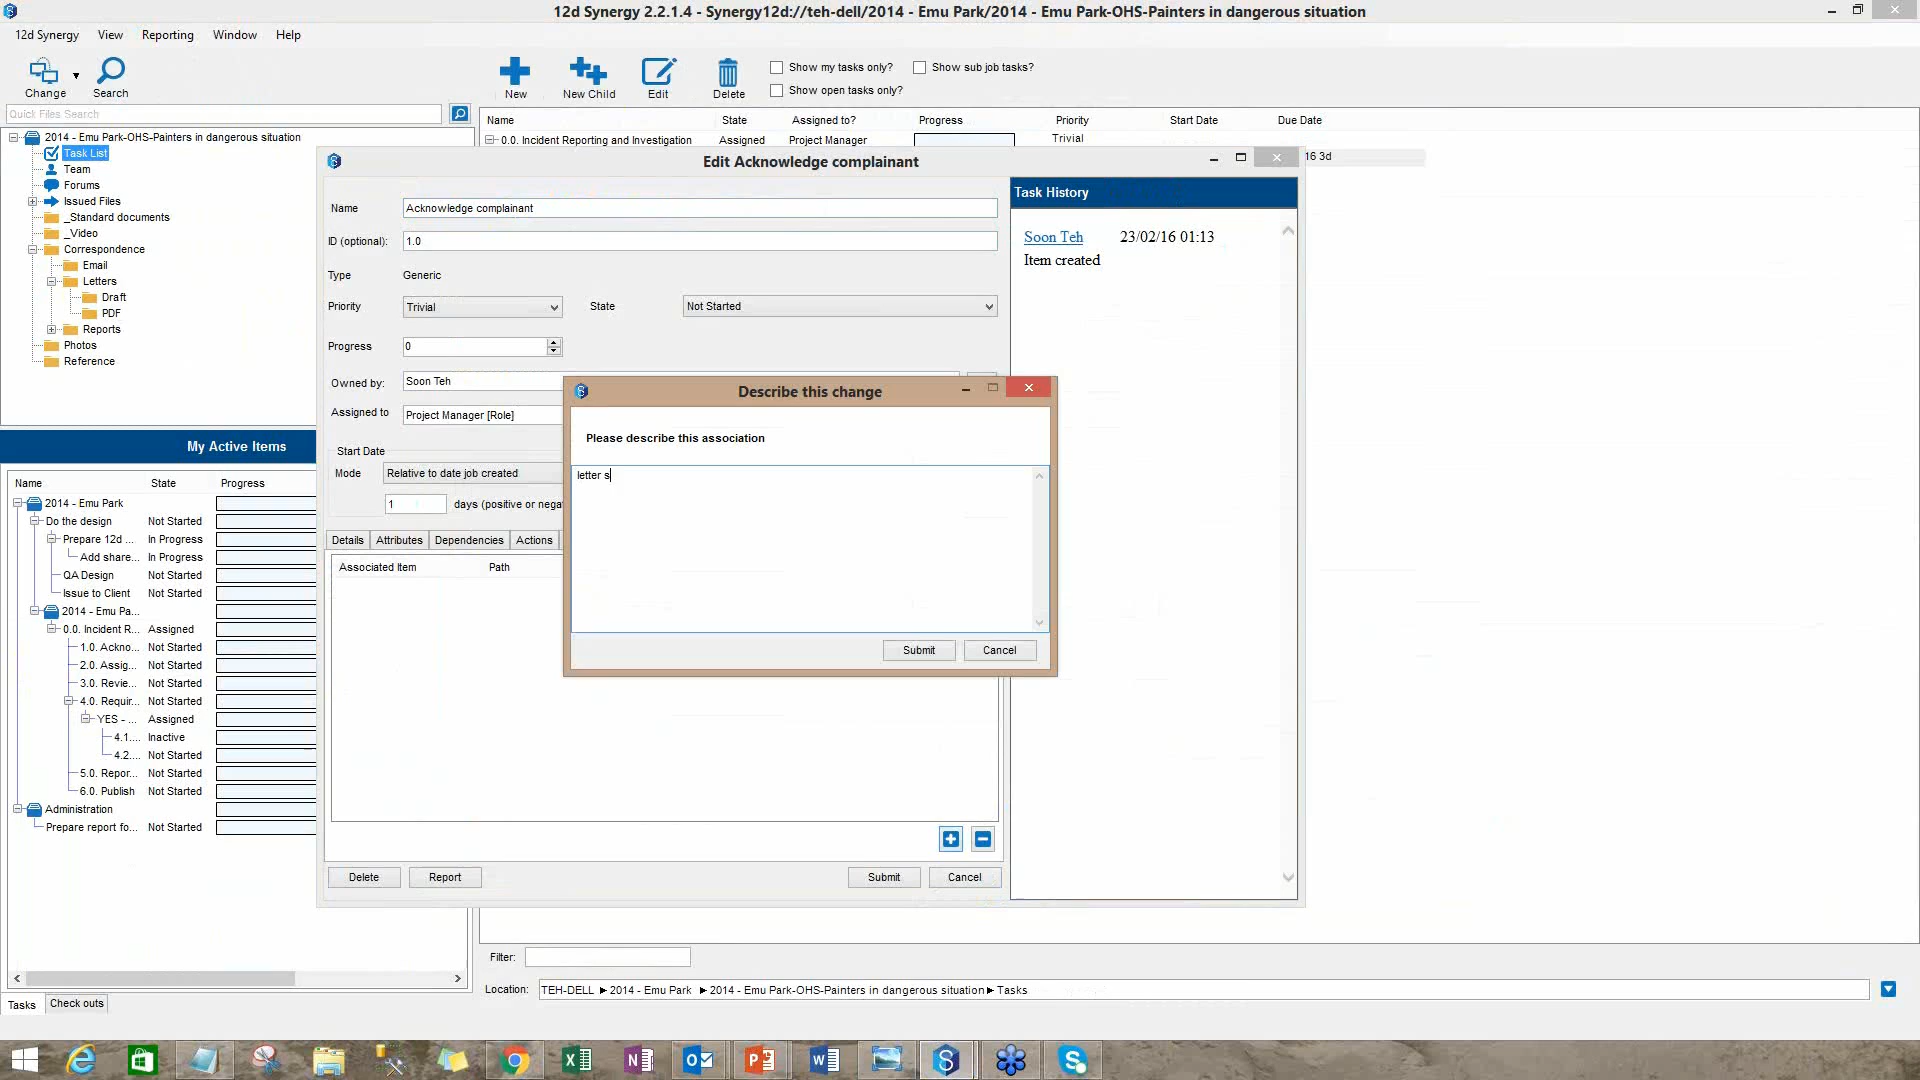 12d Synergy 2.2.1.4 - Synergy12d://teh-dell/2014 - Emu Park/2014 - Emu Park-OHS-Painters in dangerous situation
12d Synergy View Reporting Window Help
Change Search
New New Child Edit Delete
Show my tasks only? Show sub job tasks?
Show open tasks only?
Quick Files Search
2014 - Emu Park-OHS-Painters in dangerous situation
Task List
Team
Forums
Issued Files
_Standard documents
_Video
Correspondence
Email
Letters
Draft
PDF
Reports
Photos
Reference
Name State Assigned to? Progress Priority Start Date Due Date
0.0. Incident Reporting and Investigation Assigned Project Manager Trivial
16 3d
My Active Items
Name State Progress
2014 - Emu Park
Do the design Not Started
Prepare 12d ... In Progress
Add share... In Progress
QA Design Not Started
Issue to Client Not Started
2014 - Emu Pa...
0.0. Incident R... Assigned
1.0. Ackno... Not Started
2.0. Assig... Not Started
3.0. Revie... Not Started
4.0. Requir... Not Started
YES - ... Assigned
4.1.... Inactive
4.2.... Not Started
5.0. Repor... Not Started
6.0. Publish Not Started
Administration
Prepare report fo... Not Started
Tasks Check outs
Edit Acknowledge complainant
Name Acknowledge complainant
ID (optional): 1.0
Type Generic
Priority Trivial State Not Started
Progress 0
Owned by: Soon Teh
Assigned to Project Manager [Role]
Start Date
Mode Relative to date job created
1 days (positive or nega
Details Attributes Dependencies Actions
Associated Item Path
Delete Report Submit Cancel
Task History
Soon Teh 23/02/16 01:13
Item created
Describe this change
Please describe this association
letter s
Submit Cancel
Filter:
Location: TEH-DELL ►2014 - Emu Park ►2014 - Emu Park-OHS-Painters in dangerous situation►Tasks